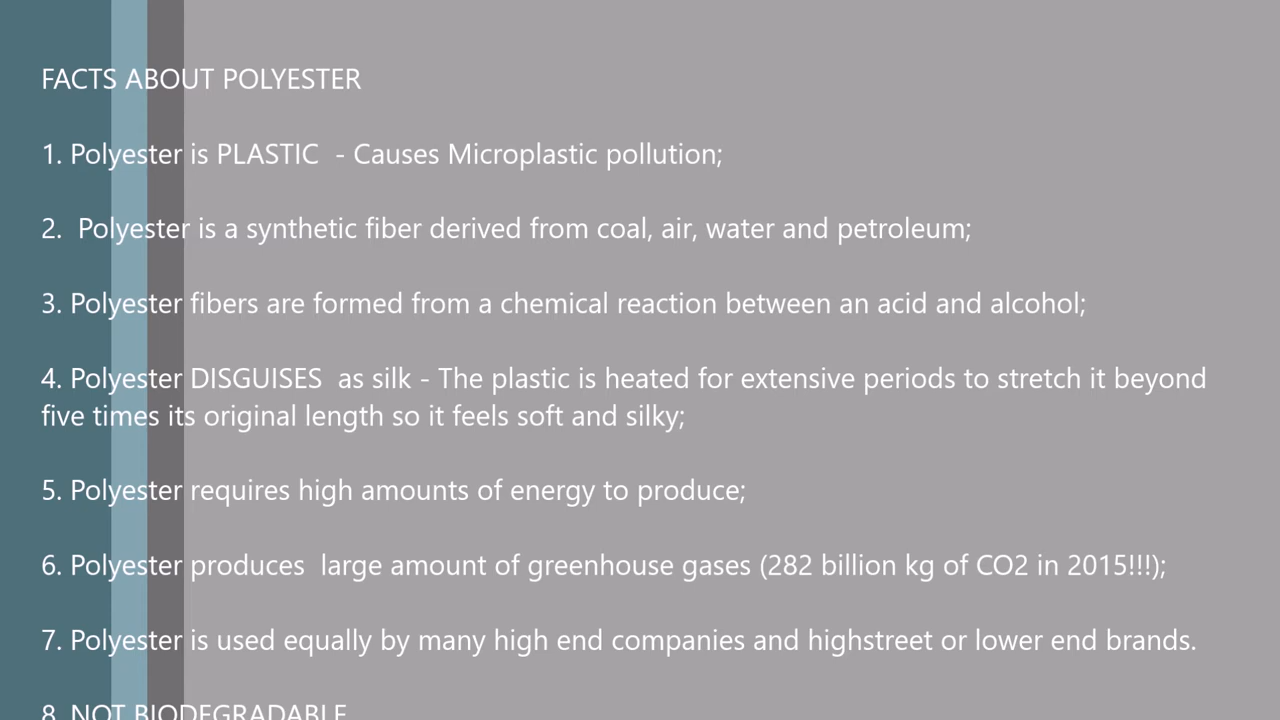 FACTS ABOUT POLYESTER
1. Polyester is PLASTIC  - Causes Microplastic pollution;
2.  Polyester is a synthetic fiber derived from coal, air, water and petroleum;
3. Polyester fibers are formed from a chemical reaction between an acid and alcohol;
4. Polyester DISGUISES  as silk - The plastic is heated for extensive periods to stretch it beyond
five times its original length so it feels soft and silky;
5. Polyester requires high amounts of energy to produce;
6. Polyester produces  large amount of greenhouse gases (282 billion kg of CO2 in 2015!!!);
7. Polyester is used equally by many high end companies and highstreet or lower end brands.
8. NOT BIODEGRADABLE